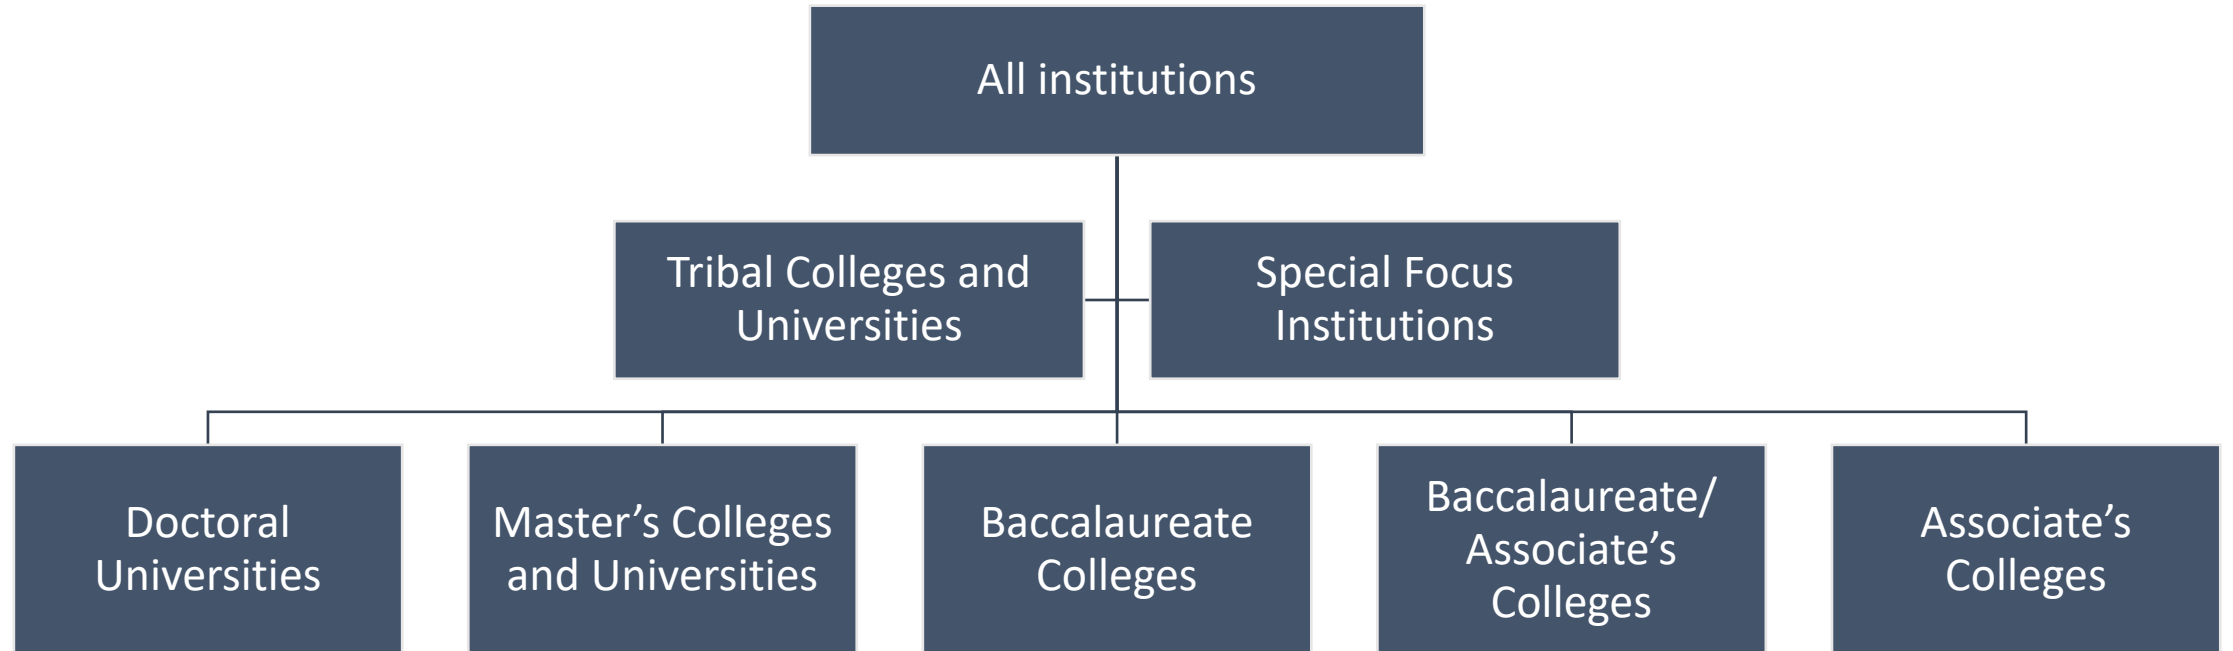 All institutions
Tribal Colleges and
Universities
Special Focus
Institutions
Doctoral
Universities
Master’s Colleges
and Universities
Baccalaureate
Colleges
Baccalaureate/
Associate’s
Colleges
Associate’s
Colleges